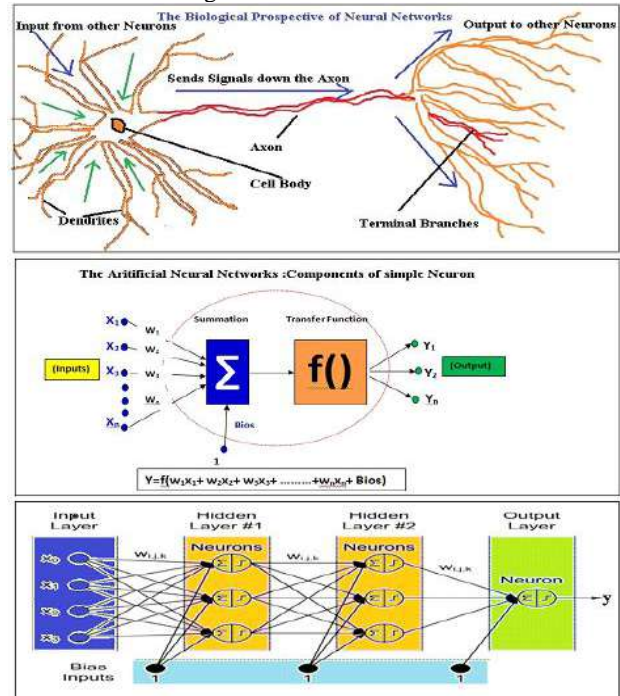 The Biological Prospective of Neural Networks
Input from other Neurons
Output to other Neurons
Sends Signals down the Axon
Axon
Cell Body
Dendrites
Terminal Branches
The Aritificial Neural Networks :Components of simple Neuron
Summation
Transfer Function
X₁
X₂
X₃
Xn
W₁
W₂
W₃
Wn
(Inputs)
Σ
f()
Y₁
Y₂
Yn
(Output)
Bios
1
Y=f(w₁x₁+ w₂x₂+ w₃x₃+ .........+wnxn+ Bios)
Input Layer
Hidden Layer #1
Hidden Layer #2
Output Layer
Neurons
Neurons
Neuron
X₀
X₁
X₂
X₃
Wi,j,k
Wi,j,k
Wi,j,k
Σ
y
Bias Inputs
1
1
1